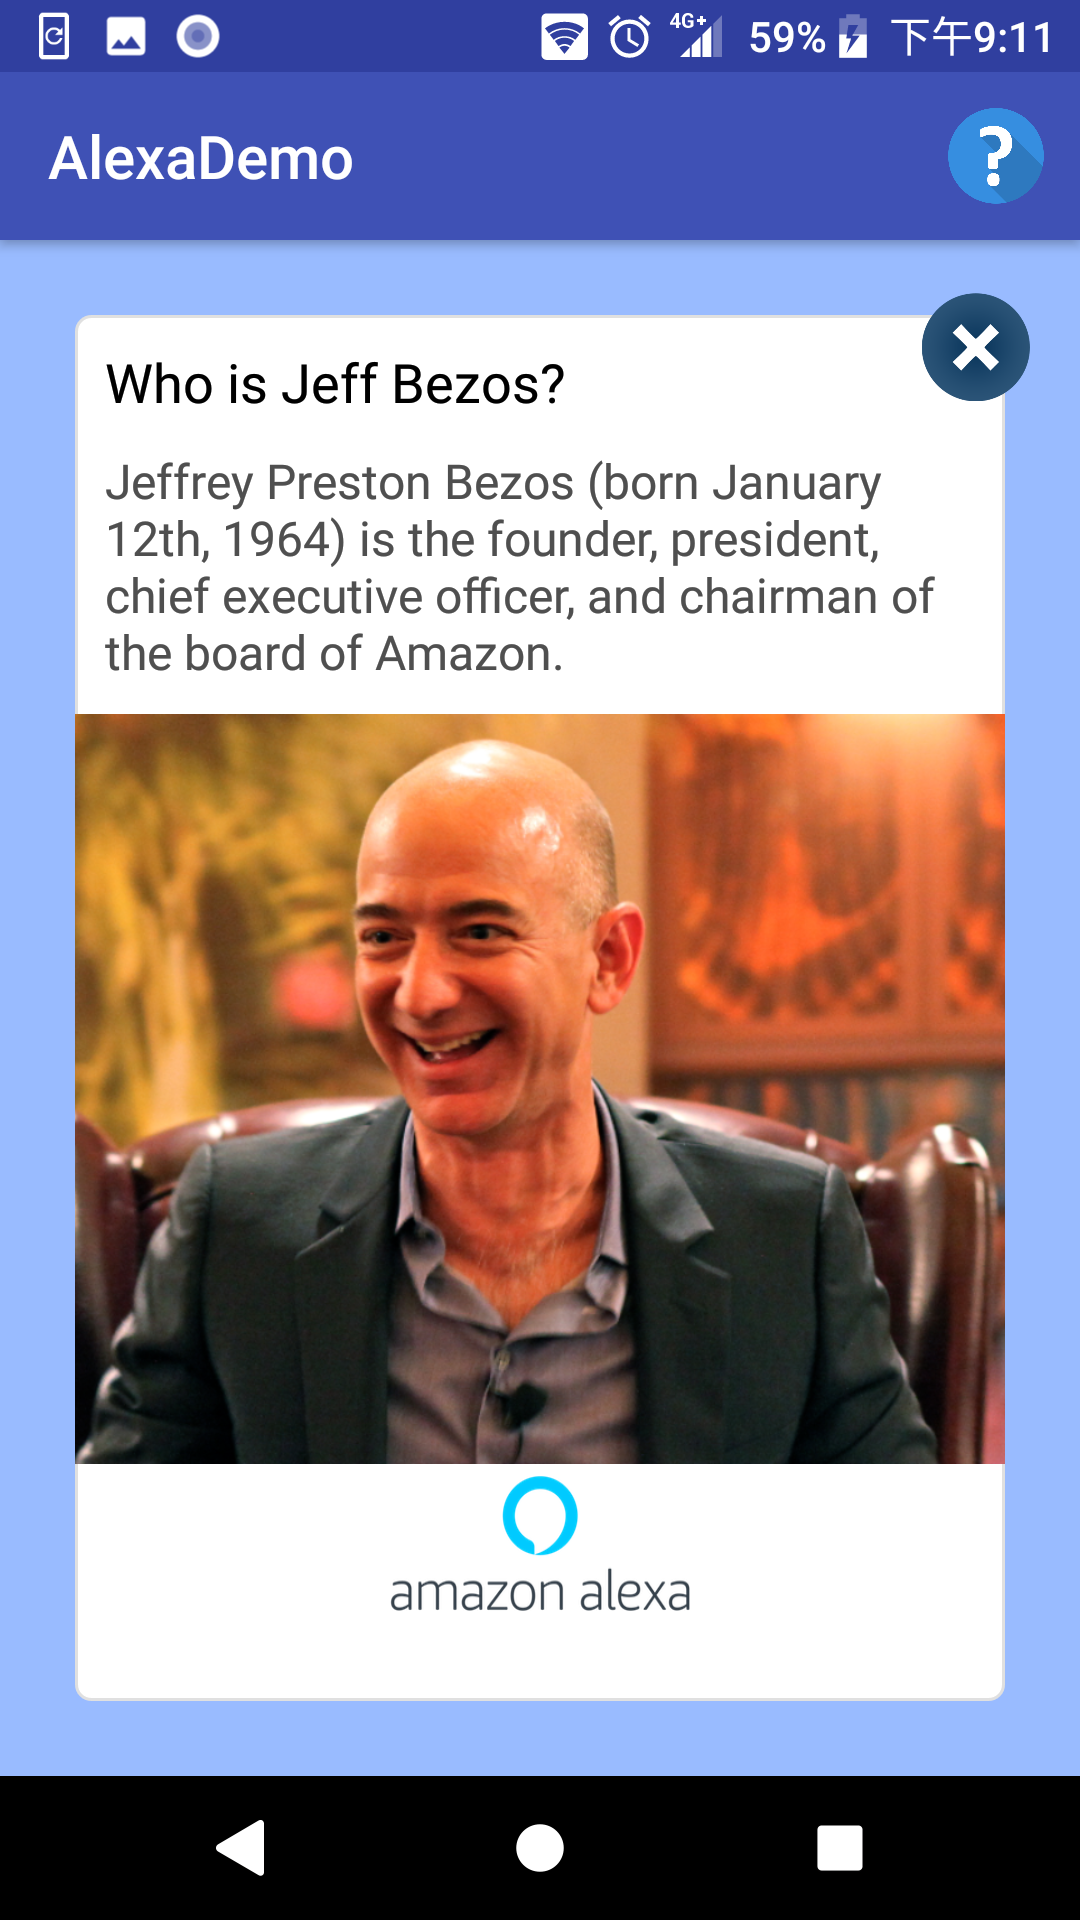 4G+ 59% 下午9:11
AlexaDemo
?
Who is Jeff Bezos?
Jeffrey Preston Bezos (born January
12th, 1964) is the founder, president,
chief executive officer, and chairman of
the board of Amazon.
amazon alexa